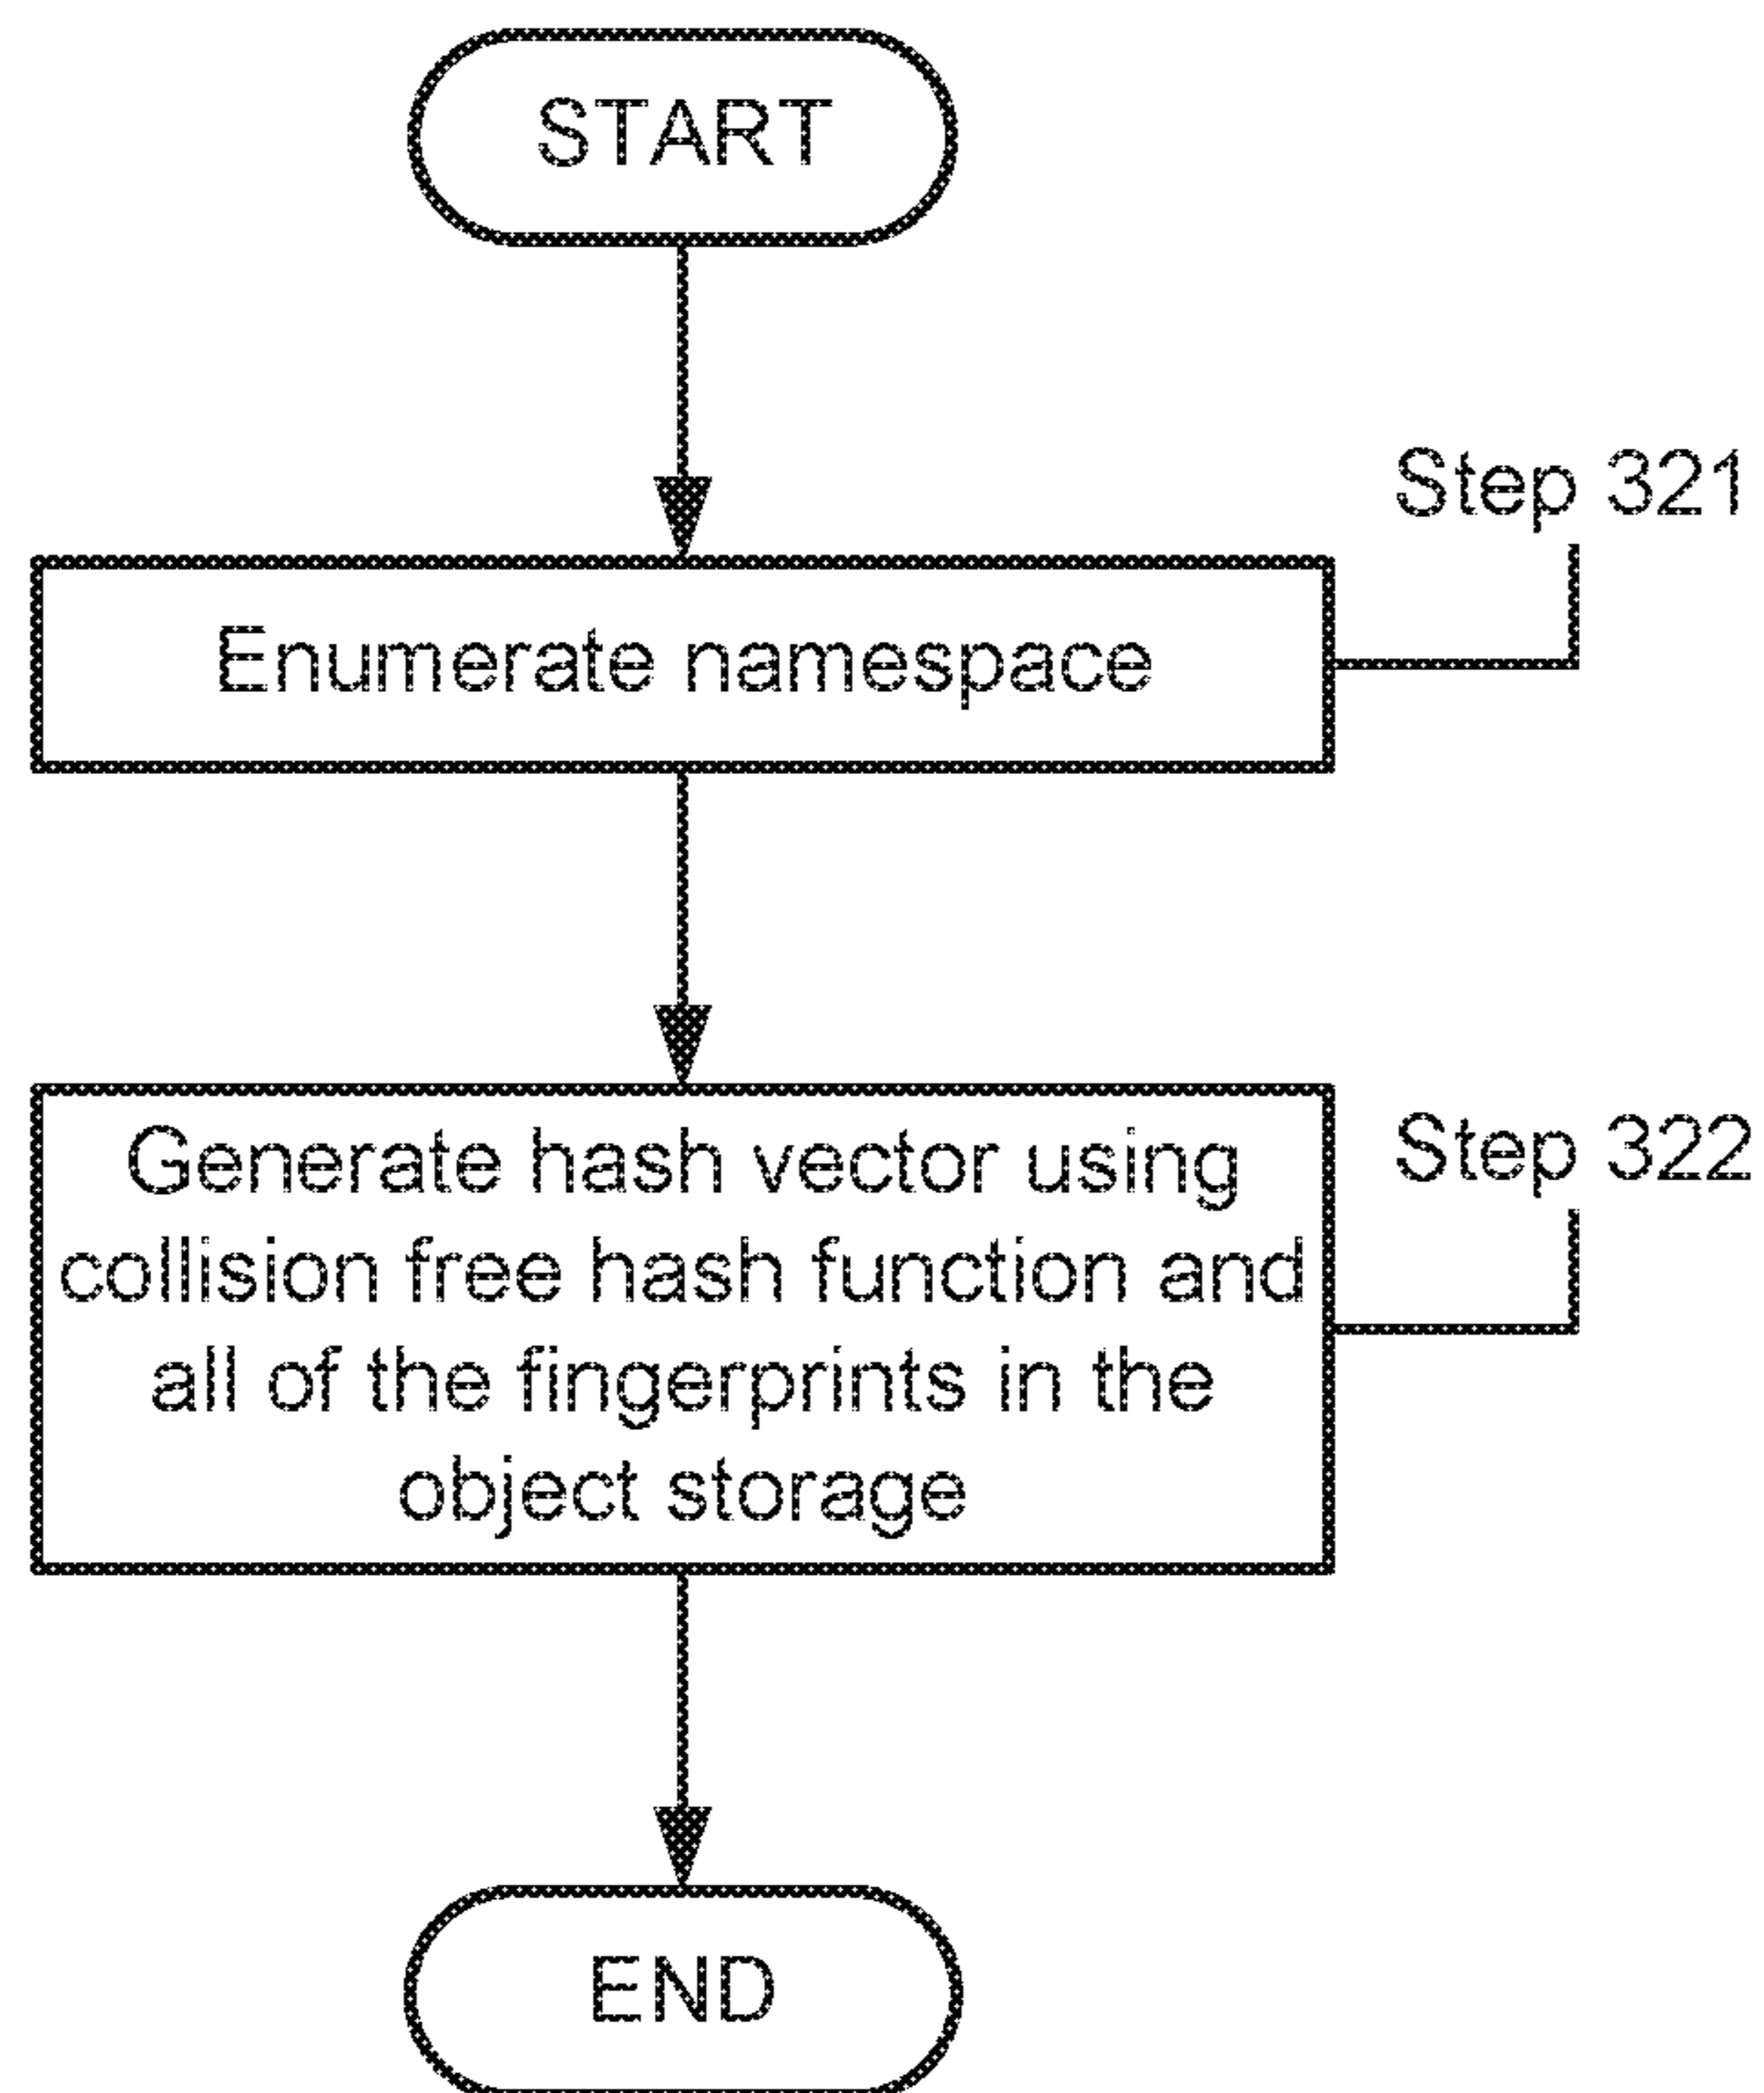 START
Step 321
Enumerate namespace
Step 322
Generate hash vector using
collision free hash function and
all of the fingerprints in the
object storage
END